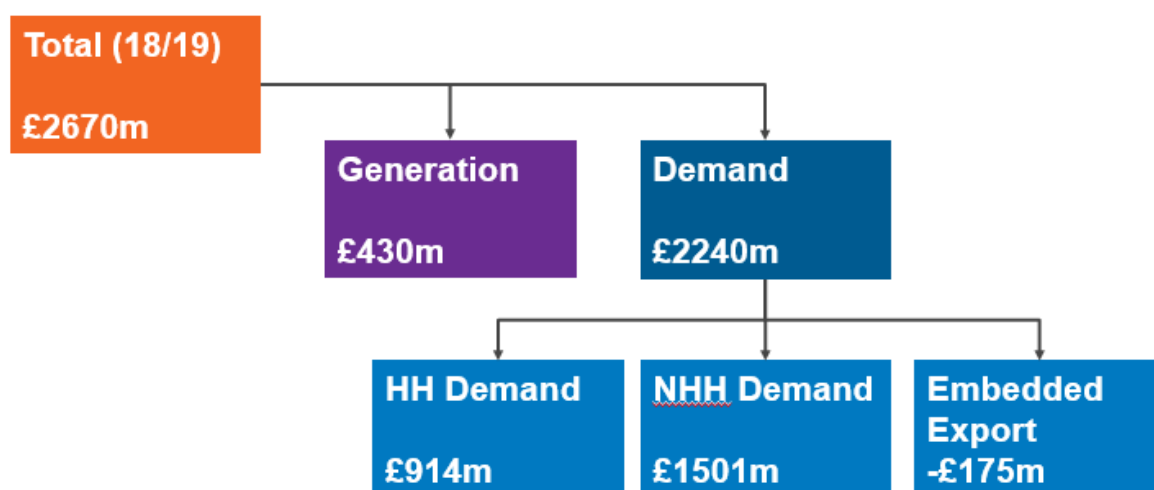 Total (18/19)
£2670m
Generation
£430m
Demand
£2240m
HH Demand
£914m
NHH Demand
£1501m
Embedded
Export
-£175m